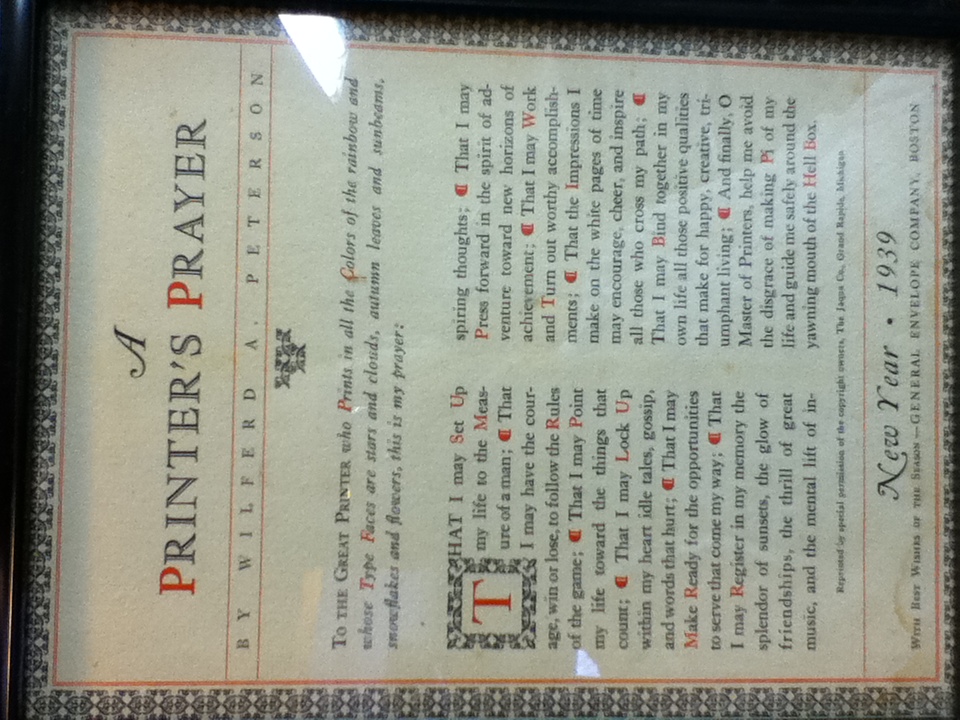 A
PRINTER'S PRAYER
BY WILFERD A. PETERSON
TO THE GREAT PRINTER who Prints in all the Colors of the rainbow and
whose Type Faces are stars and clouds, autumn leaves and sunbeams,
snowflakes and flowers, this is my prayer:
THAT I may Set Up
my life to the Meas-
ure of a man; ¶ That
I may have the cour-
age, win or lose, to follow the Rules
of the game; ¶ That I may Point
my life toward the things that
count; ¶ That I may Lock Up
within my heart idle tales, gossip,
and words that hurt; ¶ That I may
Make Ready for the opportunities
to serve that come my way; ¶ That
I may Register in my memory the
splendor of sunsets, the glow of
friendships, the thrill of great
music, and the mental lift of in-
spiring thoughts; ¶ That I may
Press forward in the spirit of ad-
venture toward new horizons of
achievement; ¶ That I may Work
and Turn out worthy accomplish-
ments; ¶ That the Impressions I
make on the white pages of time
may encourage, cheer, and inspire
all those who cross my path; ¶
That I may Bind together in my
own life all those positive qualities
that make for happy, creative, tri-
umphant living; ¶ And finally, O
Master of Printers, help me avoid
the disgrace of making Pi of my
life and guide me safely around the
yawning mouth of the Hell Box.
Reprinted by special permission of the copyright owners, The Jaqua Co., Grand Rapids, Michigan
New Year • 1939
WITH BEST WISHES OF THE SEASON—GENERAL ENVELOPE COMPANY, BOSTON